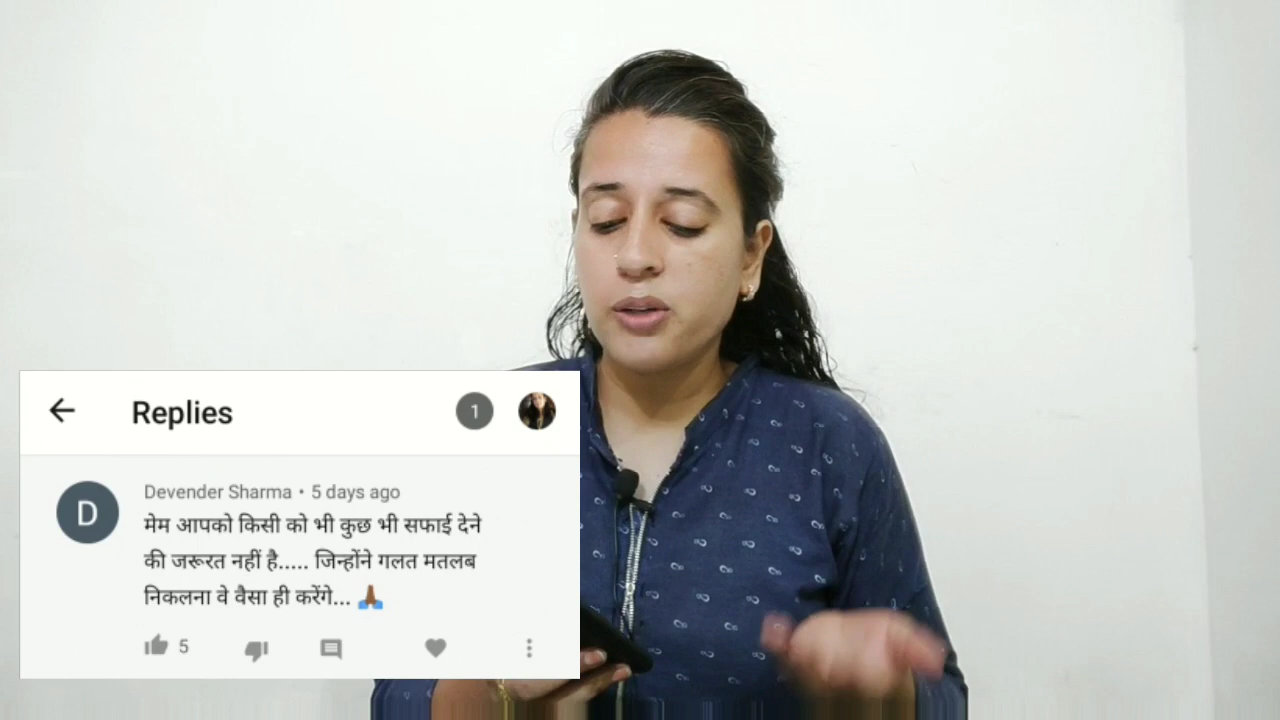 Replies
1
D
Devender Sharma • 5 days ago
मेम आपको किसी को भी कुछ भी सफाई देने
की जरूरत नहीं है..... जिन्होंने गलत मतलब
निकलना वे वैसा ही करेंगे... 🙏🏾
5